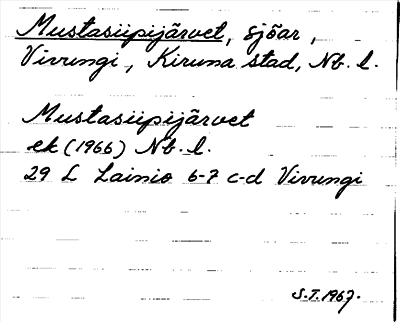 Mustasiipijärvet, sjöar,
Vivungi, Kiruna stad, Nb. l.
Mustasiipijärvet
ek (1966) Nb. l.
29 L Lainio 6-7 c-d Vivungi
S.T. 1967.